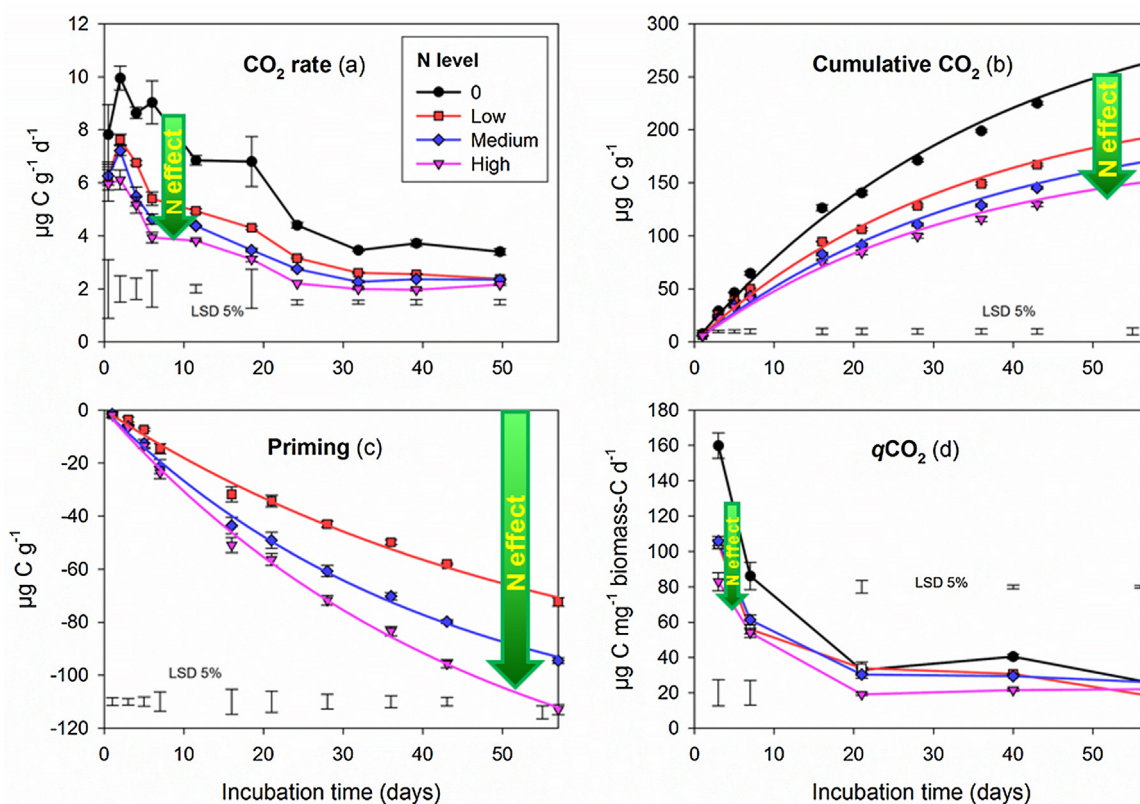 CO₂ rate (a)
N level
0
Low
Medium
High
N effect
LSD 5%
µg C g⁻¹ d⁻¹
12
10
8
6
4
2
0
0 10 20 30 40 50
Cumulative CO₂ (b)
N effect
LSD 5%
µg C g⁻¹
300
250
200
150
100
50
0
0 10 20 30 40 50
Priming (c)
N effect
LSD 5%
µg C g⁻¹
0
-20
-40
-60
-80
-100
-120
0 10 20 30 40 50
Incubation time (days)
qCO₂ (d)
N effect
LSD 5%
µg C mg⁻¹ biomass-C d⁻¹
180
160
140
120
100
80
60
40
20
0
0 10 20 30 40 50
Incubation time (days)